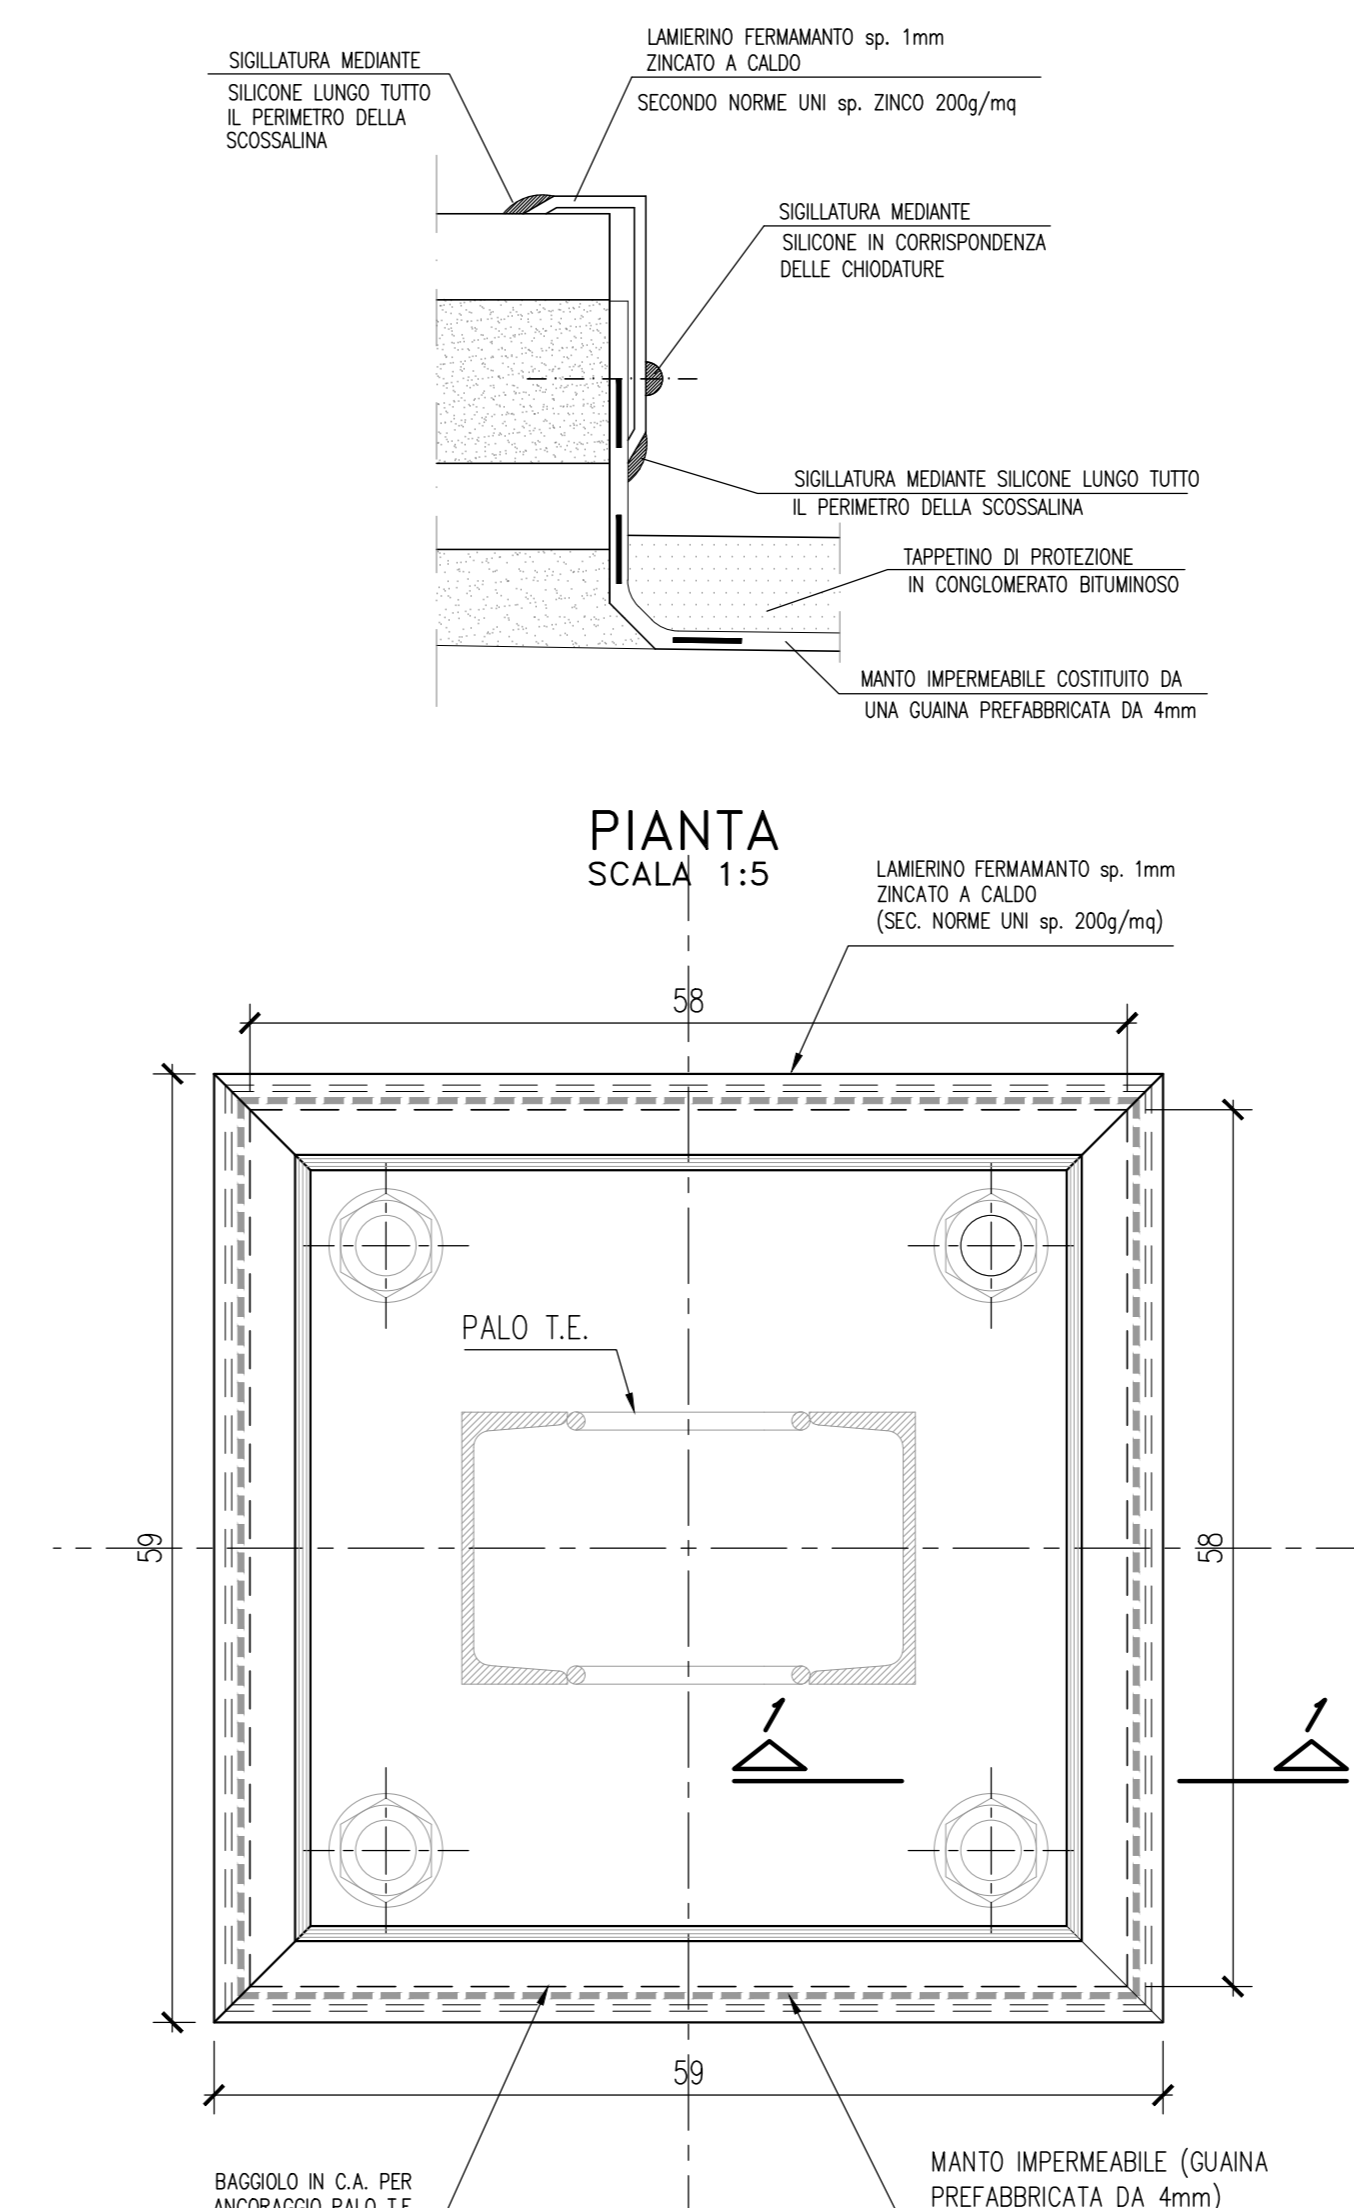 SIGILLATURA MEDIANTE
SILICONE LUNGO TUTTO
IL PERIMETRO DELLA
SCOSSALINA
LAMIERINO FERMAMANTO sp. 1mm
ZINCATO A CALDO
SECONDO NORME UNI sp. ZINCO 200g/mq
SIGILLATURA MEDIANTE
SILICONE IN CORRISPONDENZA
DELLE CHIODATURE
SIGILLATURA MEDIANTE SILICONE LUNGO TUTTO
IL PERIMETRO DELLA SCOSSALINA
TAPPETINO DI PROTEZIONE
IN CONGLOMERATO BITUMINOSO
MANTO IMPERMEABILE COSTITUITO DA
UNA GUAINA PREFABBRICATA DA 4mm
PIANTA
SCALA 1:5
LAMIERINO FERMAMANTO sp. 1mm
ZINCATO A CALDO
(SEC. NORME UNI sp. 200g/mq)
58
PALO T.E.
59
58
1
1
59
BAGGIOLO IN C.A. PER
ANCORAGGIO PALO T.E.
MANTO IMPERMEABILE (GUAINA
PREFABBRICATA DA 4mm)